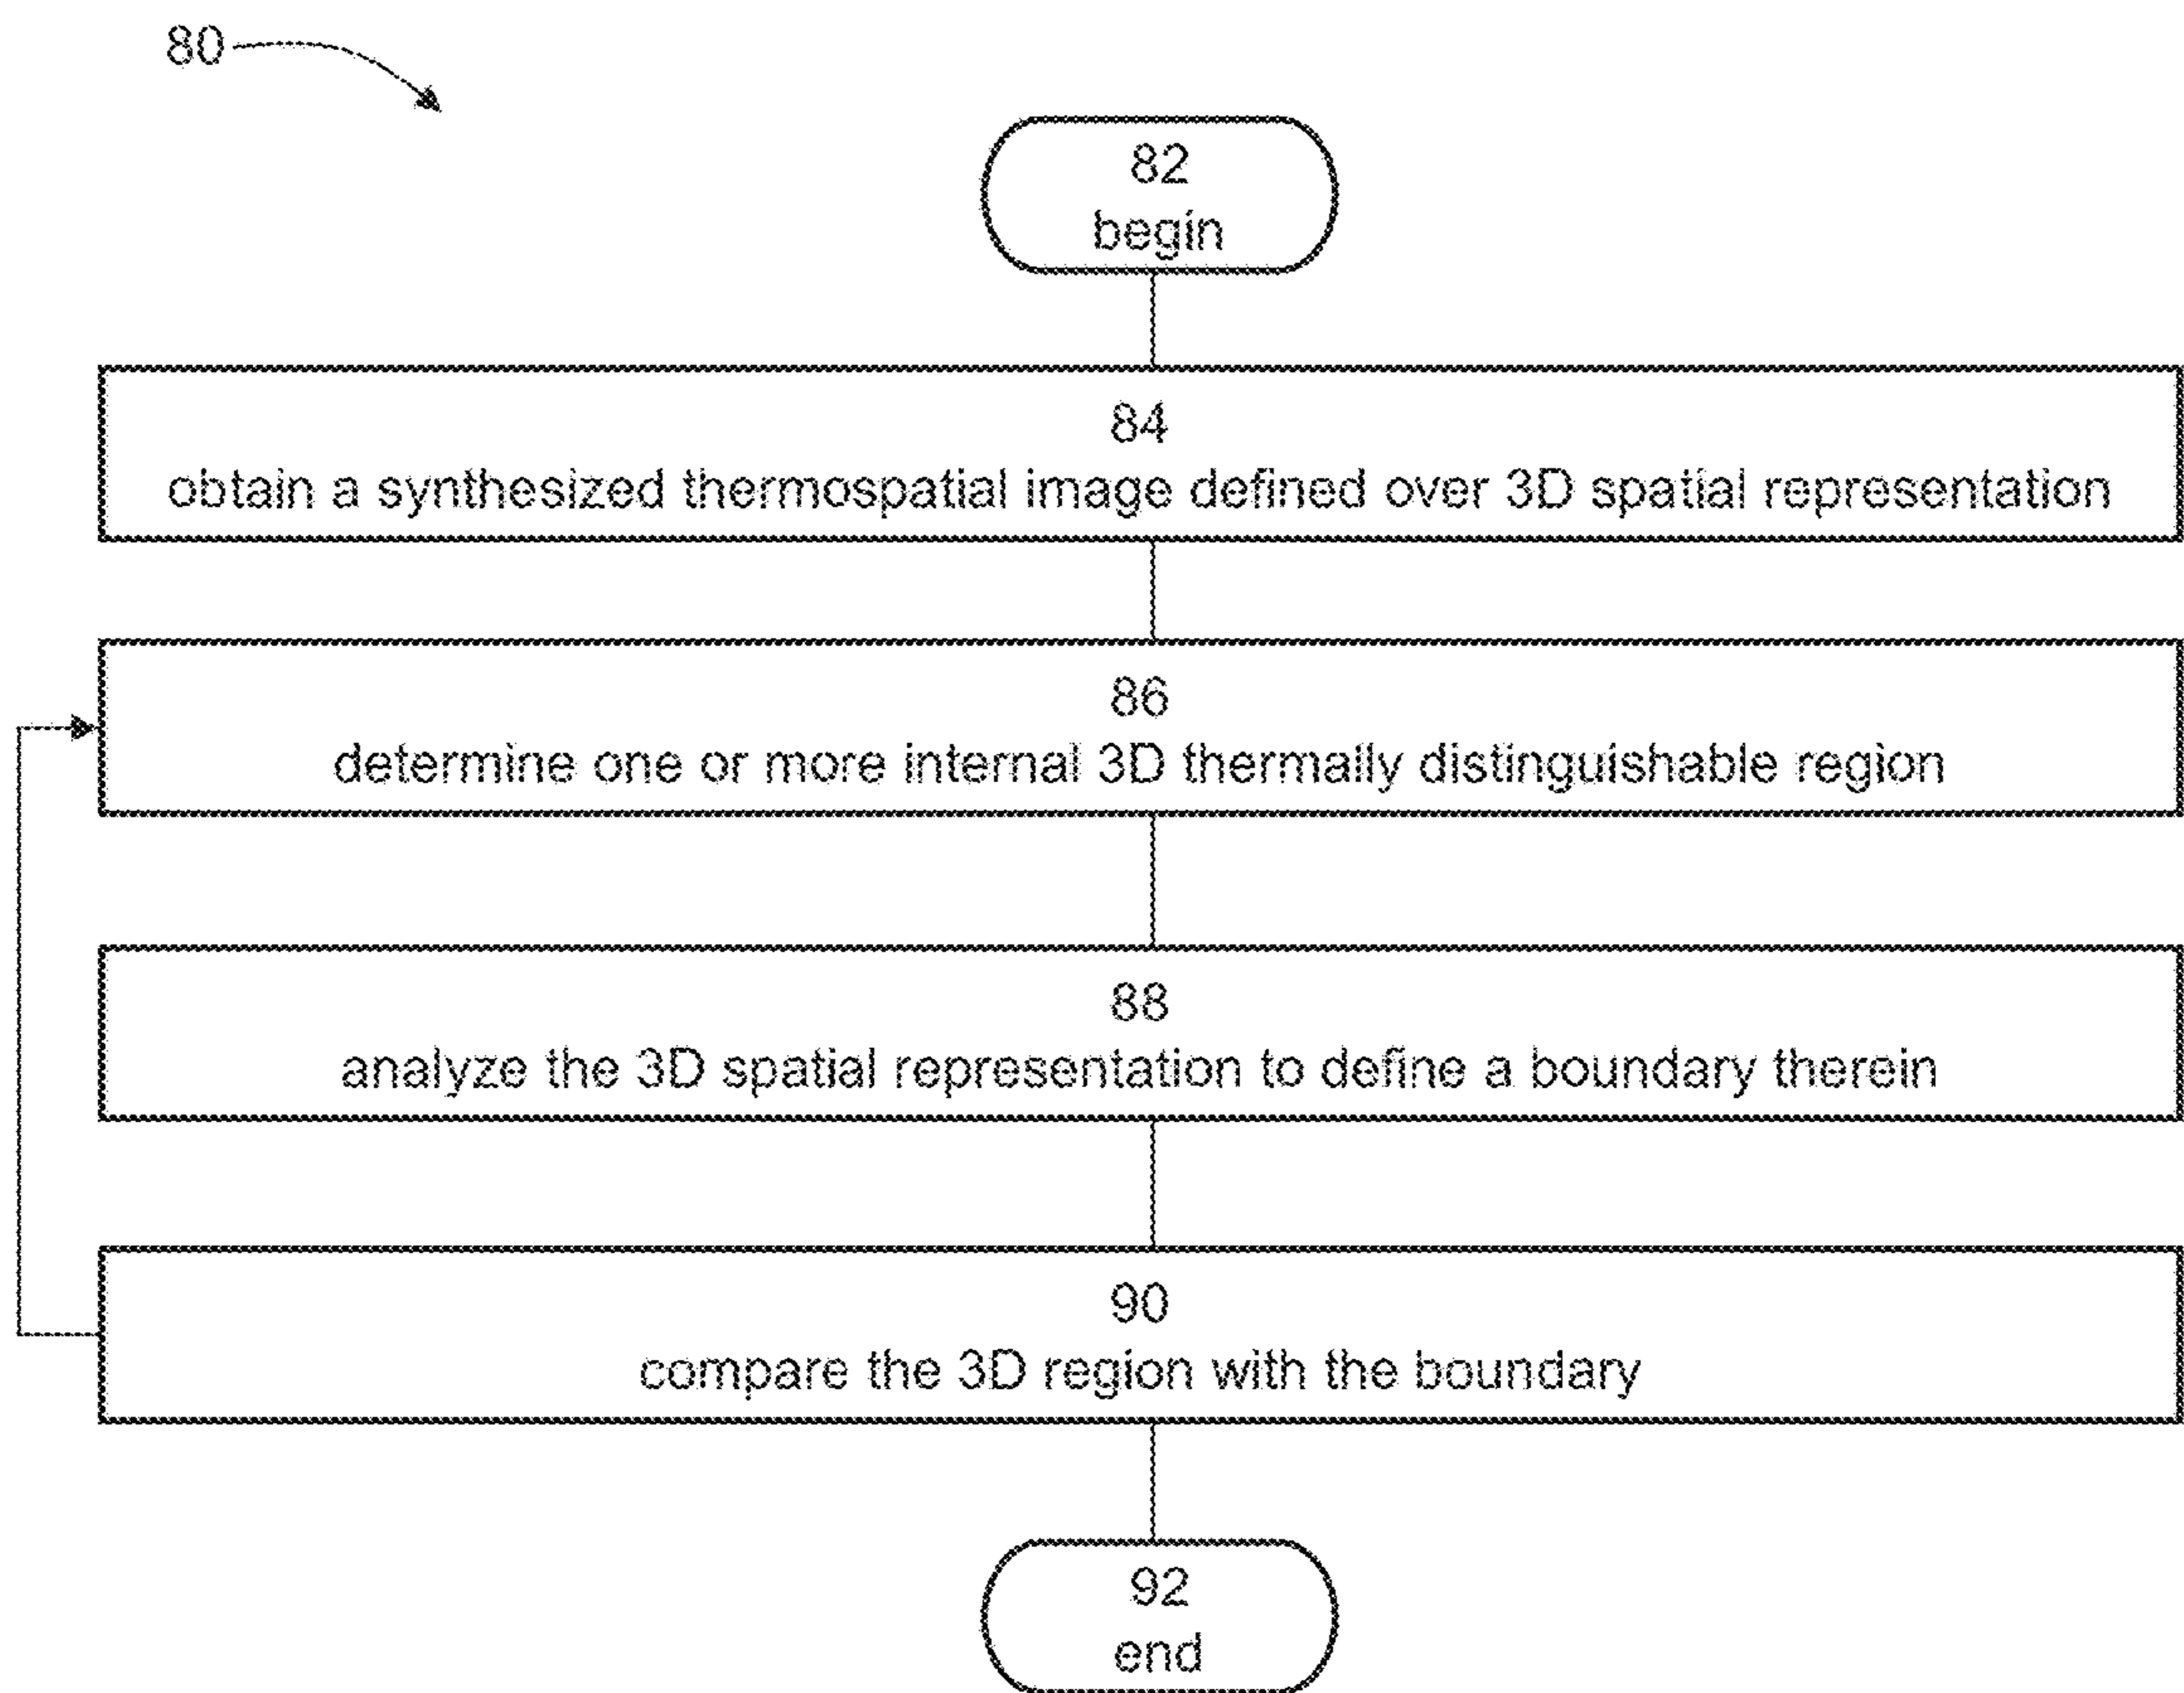 80
82
begin
84
obtain a synthesized thermospatial image defined over 3D spatial representation
86
determine one or more internal 3D thermally distinguishable region
88
analyze the 3D spatial representation to define a boundary therein
90
compare the 3D region with the boundary
92
end